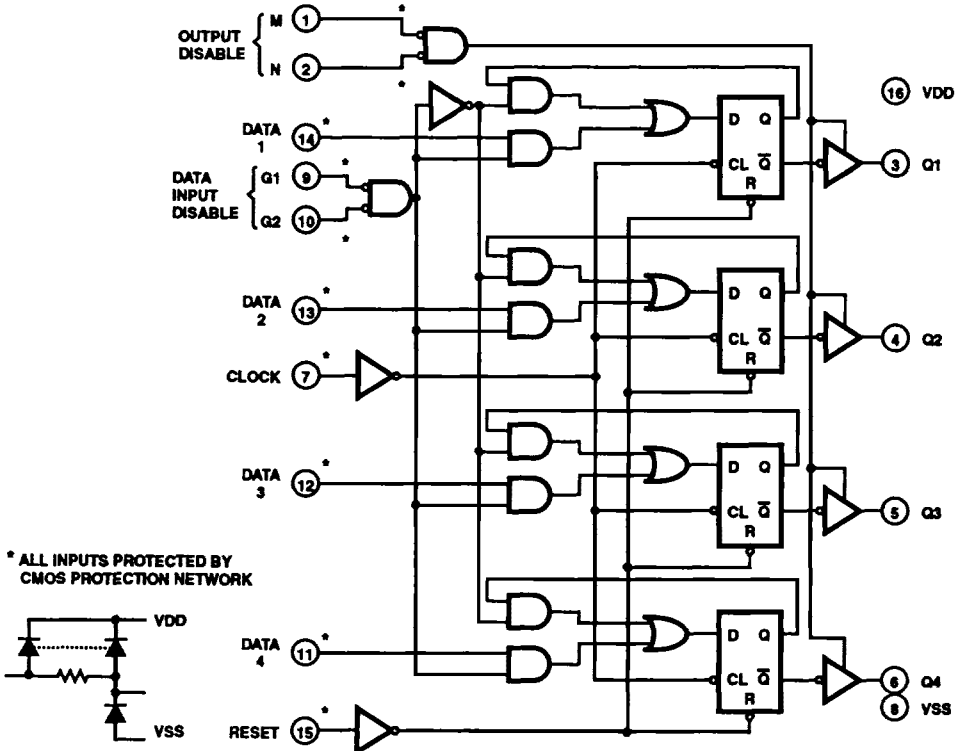 OUTPUT
DISABLE
M 1 *
N 2
*
16 VDD
DATA
1
14 *
DATA
INPUT
DISABLE
G1 9 *
G2 10
*
D Q
CL Q̅
R
3 Q1
DATA
2
13 *
D Q
CL Q̅
R
4 Q2
CLOCK 7 *
DATA
3
12 *
D Q
CL Q̅
R
5 Q3
* ALL INPUTS PROTECTED BY
CMOS PROTECTION NETWORK
VDD
VSS
DATA
4
11 *
D Q
CL Q̅
R
6 Q4
8 VSS
RESET 15 *